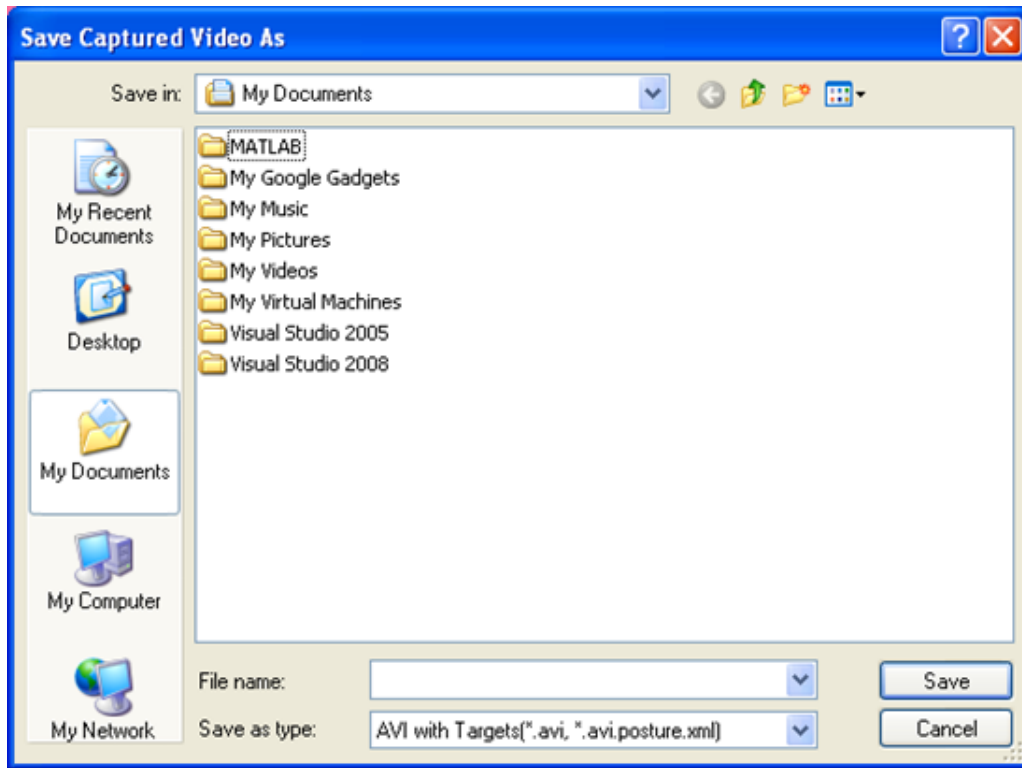 Save Captured Video As
Save in:
My Documents
My Recent
Documents
Desktop
My Documents
My Computer
My Network
MATLAB
My Google Gadgets
My Music
My Pictures
My Videos
My Virtual Machines
Visual Studio 2005
Visual Studio 2008
File name:
Save
Save as type:
AVI with Targets(*.avi, *.avi.posture.xml)
Cancel